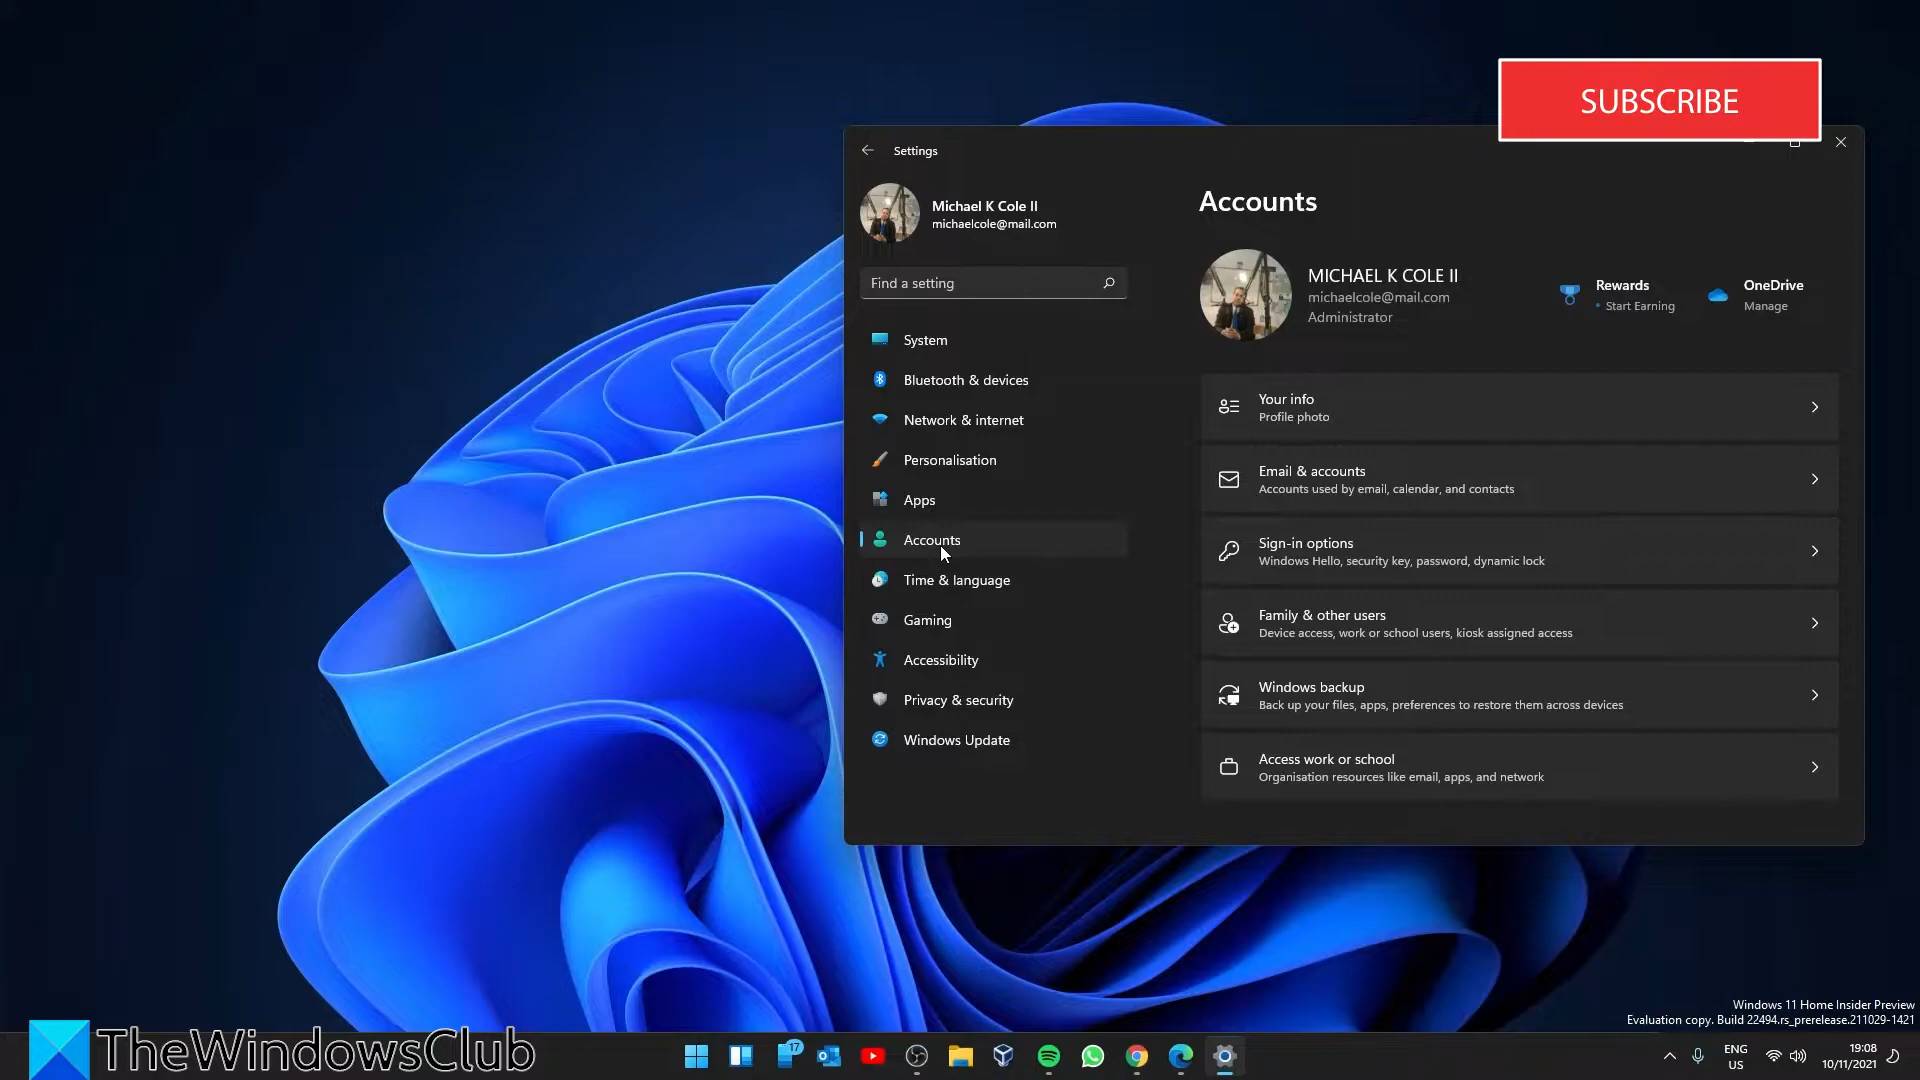 SUBSCRIBE
Settings
Michael K Cole II
michaelcole@mail.com
Find a setting
System
Bluetooth & devices
Network & internet
Personalisation
Apps
Accounts
Time & language
Gaming
Accessibility
Privacy & security
Windows Update
Accounts
MICHAEL K COLE II
michaelcole@mail.com
Administrator
Rewards
• Start Earning
OneDrive
Manage
Your info
Profile photo
Email & accounts
Accounts used by email, calendar, and contacts
Sign-in options
Windows Hello, security key, password, dynamic lock
Family & other users
Device access, work or school users, kiosk assigned access
Windows backup
Back up your files, apps, preferences to restore them across devices
Access work or school
Organisation resources like email, apps, and network
Windows 11 Home Insider Preview
Evaluation copy. Build 22494.rs_prerelease.211029-1421
TheWindowsClub
17
ENG
US
19:08
10/11/2021